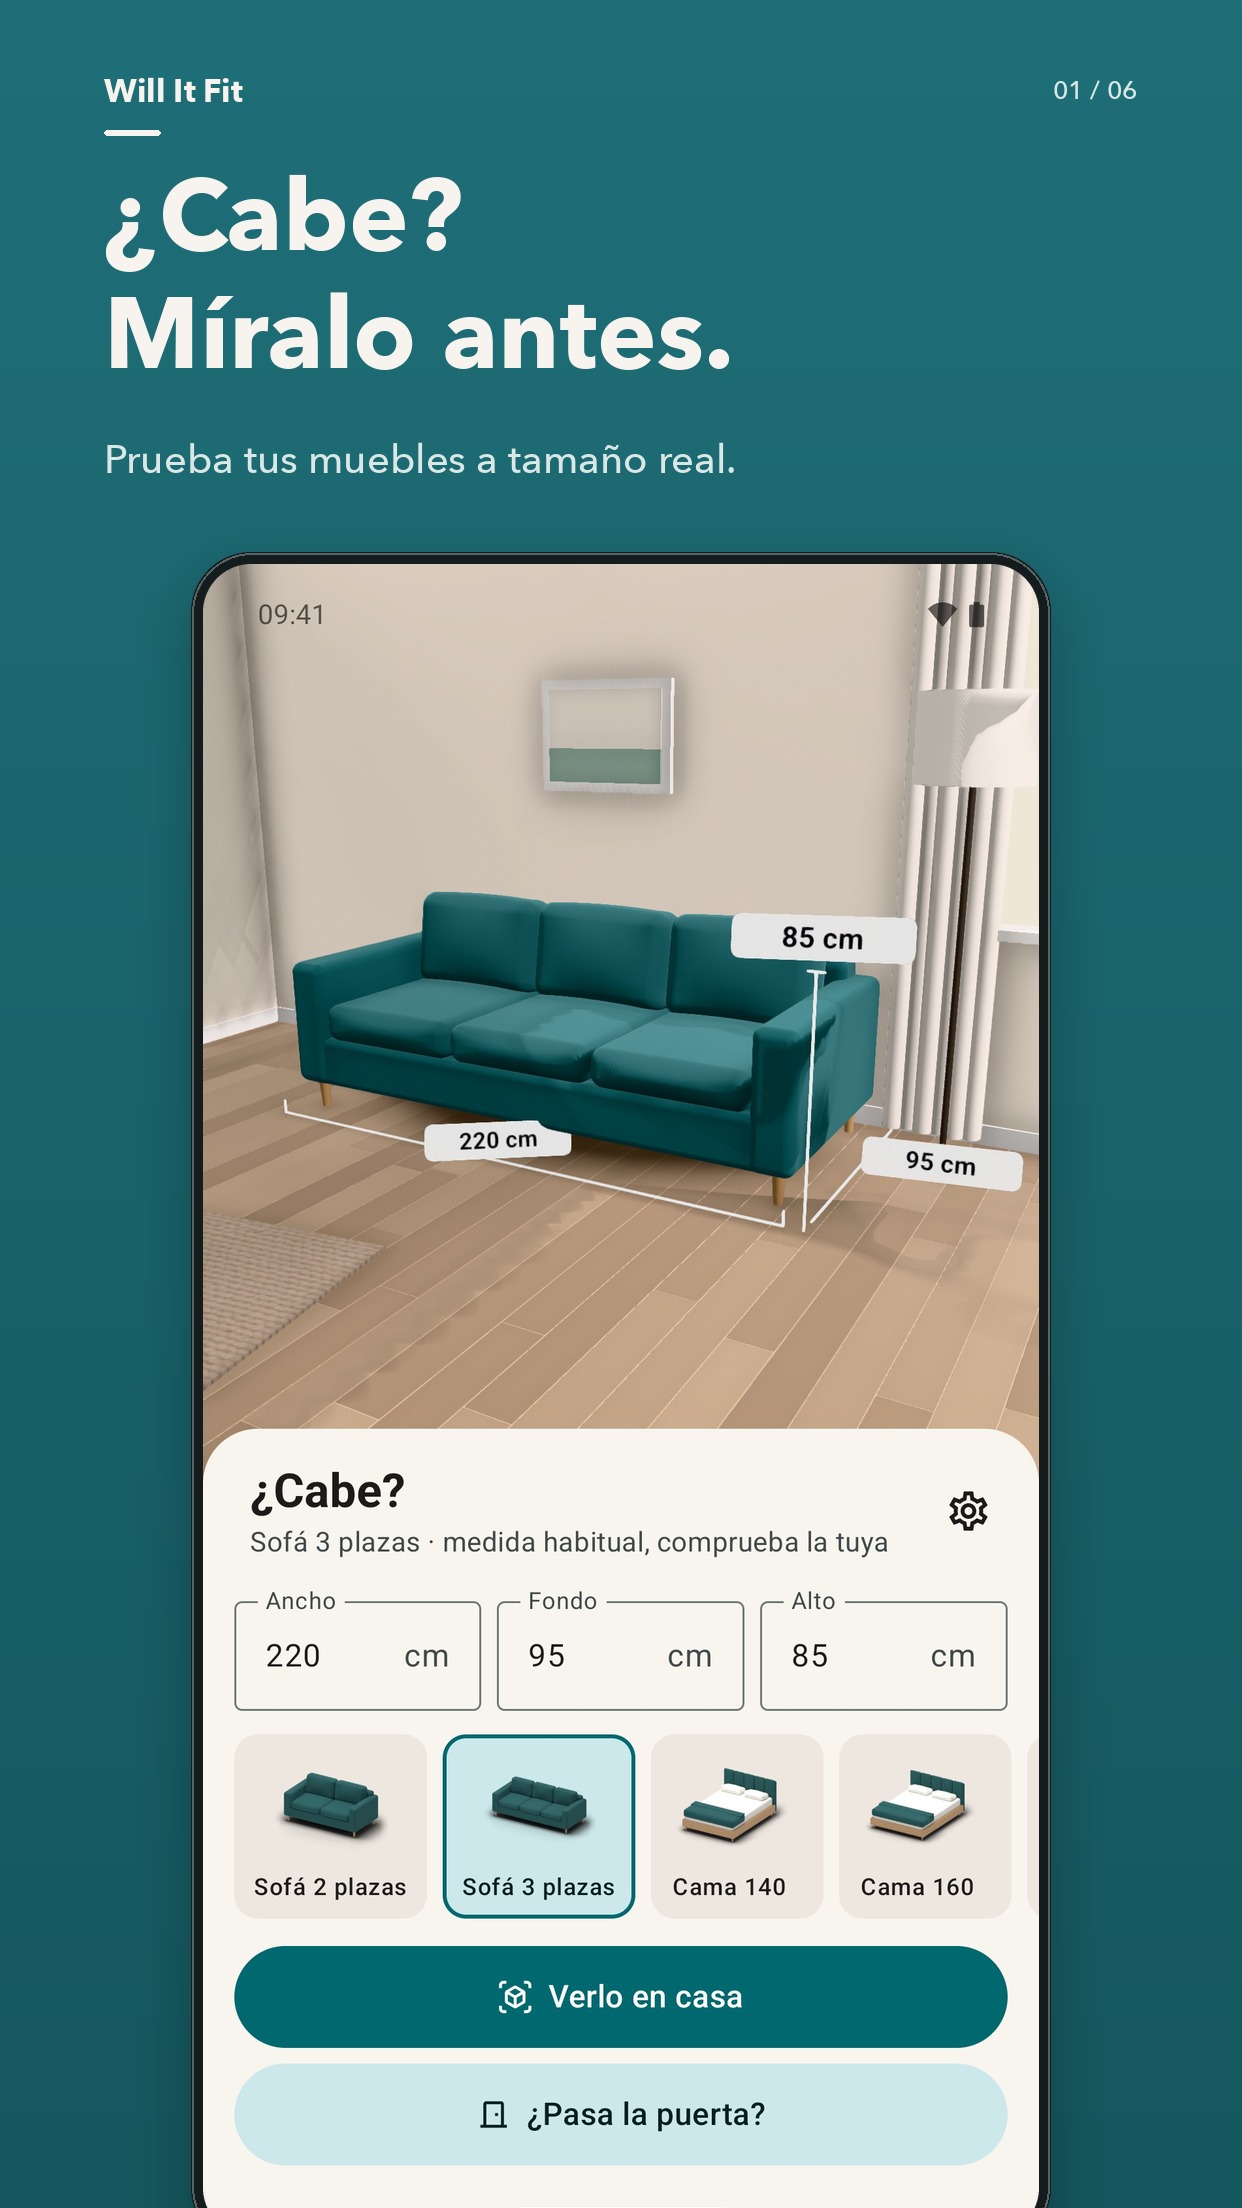 Will It Fit
01 / 06
¿Cabe?
Míralo antes.
Prueba tus muebles a tamaño real.
09:41
85 cm
220 cm
95 cm
¿Cabe?
Sofá 3 plazas · medida habitual, comprueba la tuya
Ancho
Fondo
Alto
220 cm
95 cm
85 cm
Sofá 2 plazas
Sofá 3 plazas
Cama 140
Cama 160
Verlo en casa
¿Pasa la puerta?